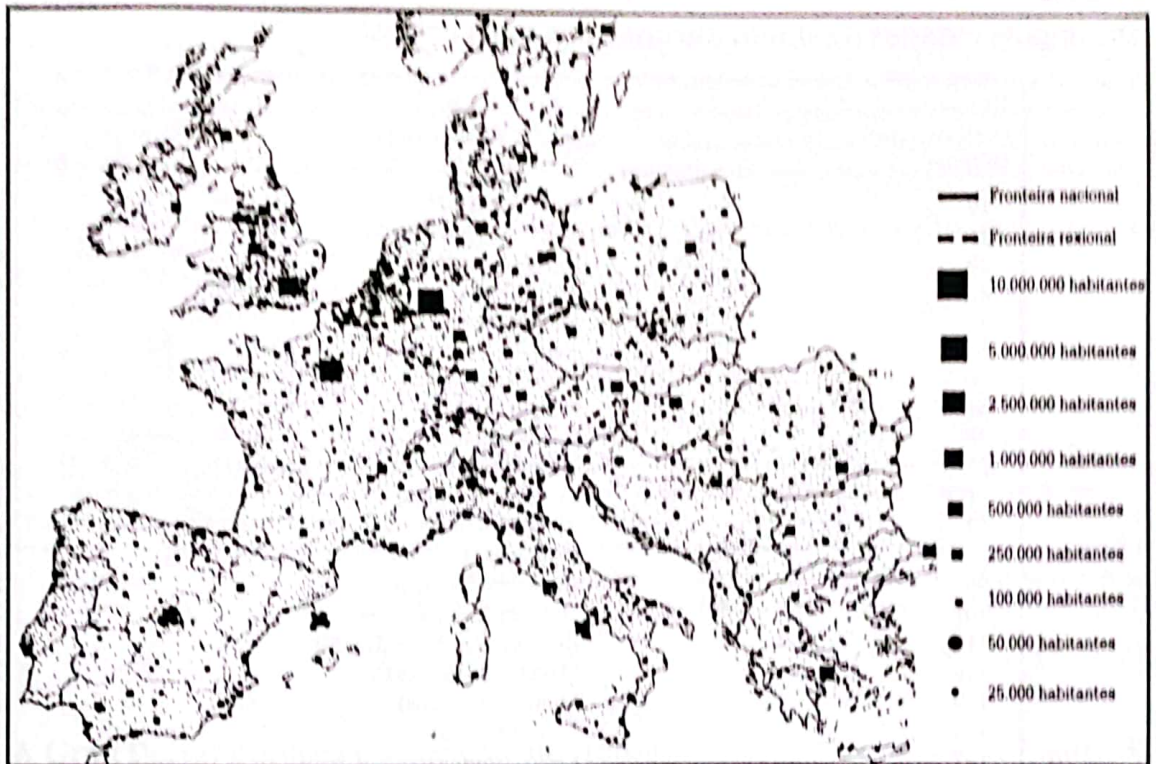 Fronteira nacional
Fronteira rexional
10.000.000 habitantes
5.000.000 habitantes
2.500.000 habitantes
1.000.000 habitantes
500.000 habitantes
250.000 habitantes
100.000 habitantes
50.000 habitantes
25.000 habitantes